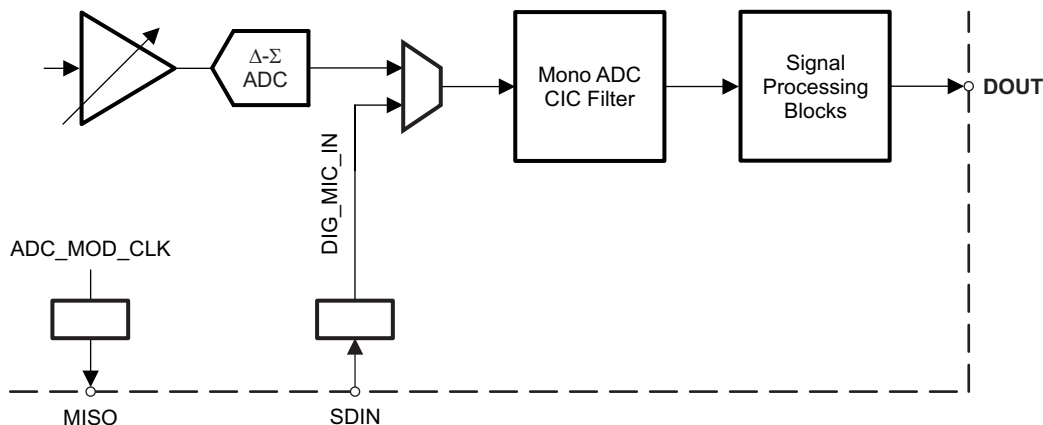 Δ-Σ
ADC
Mono ADC
CIC Filter
Signal
Processing
Blocks
DOUT
DIG_MIC_IN
ADC_MOD_CLK
MISO
SDIN